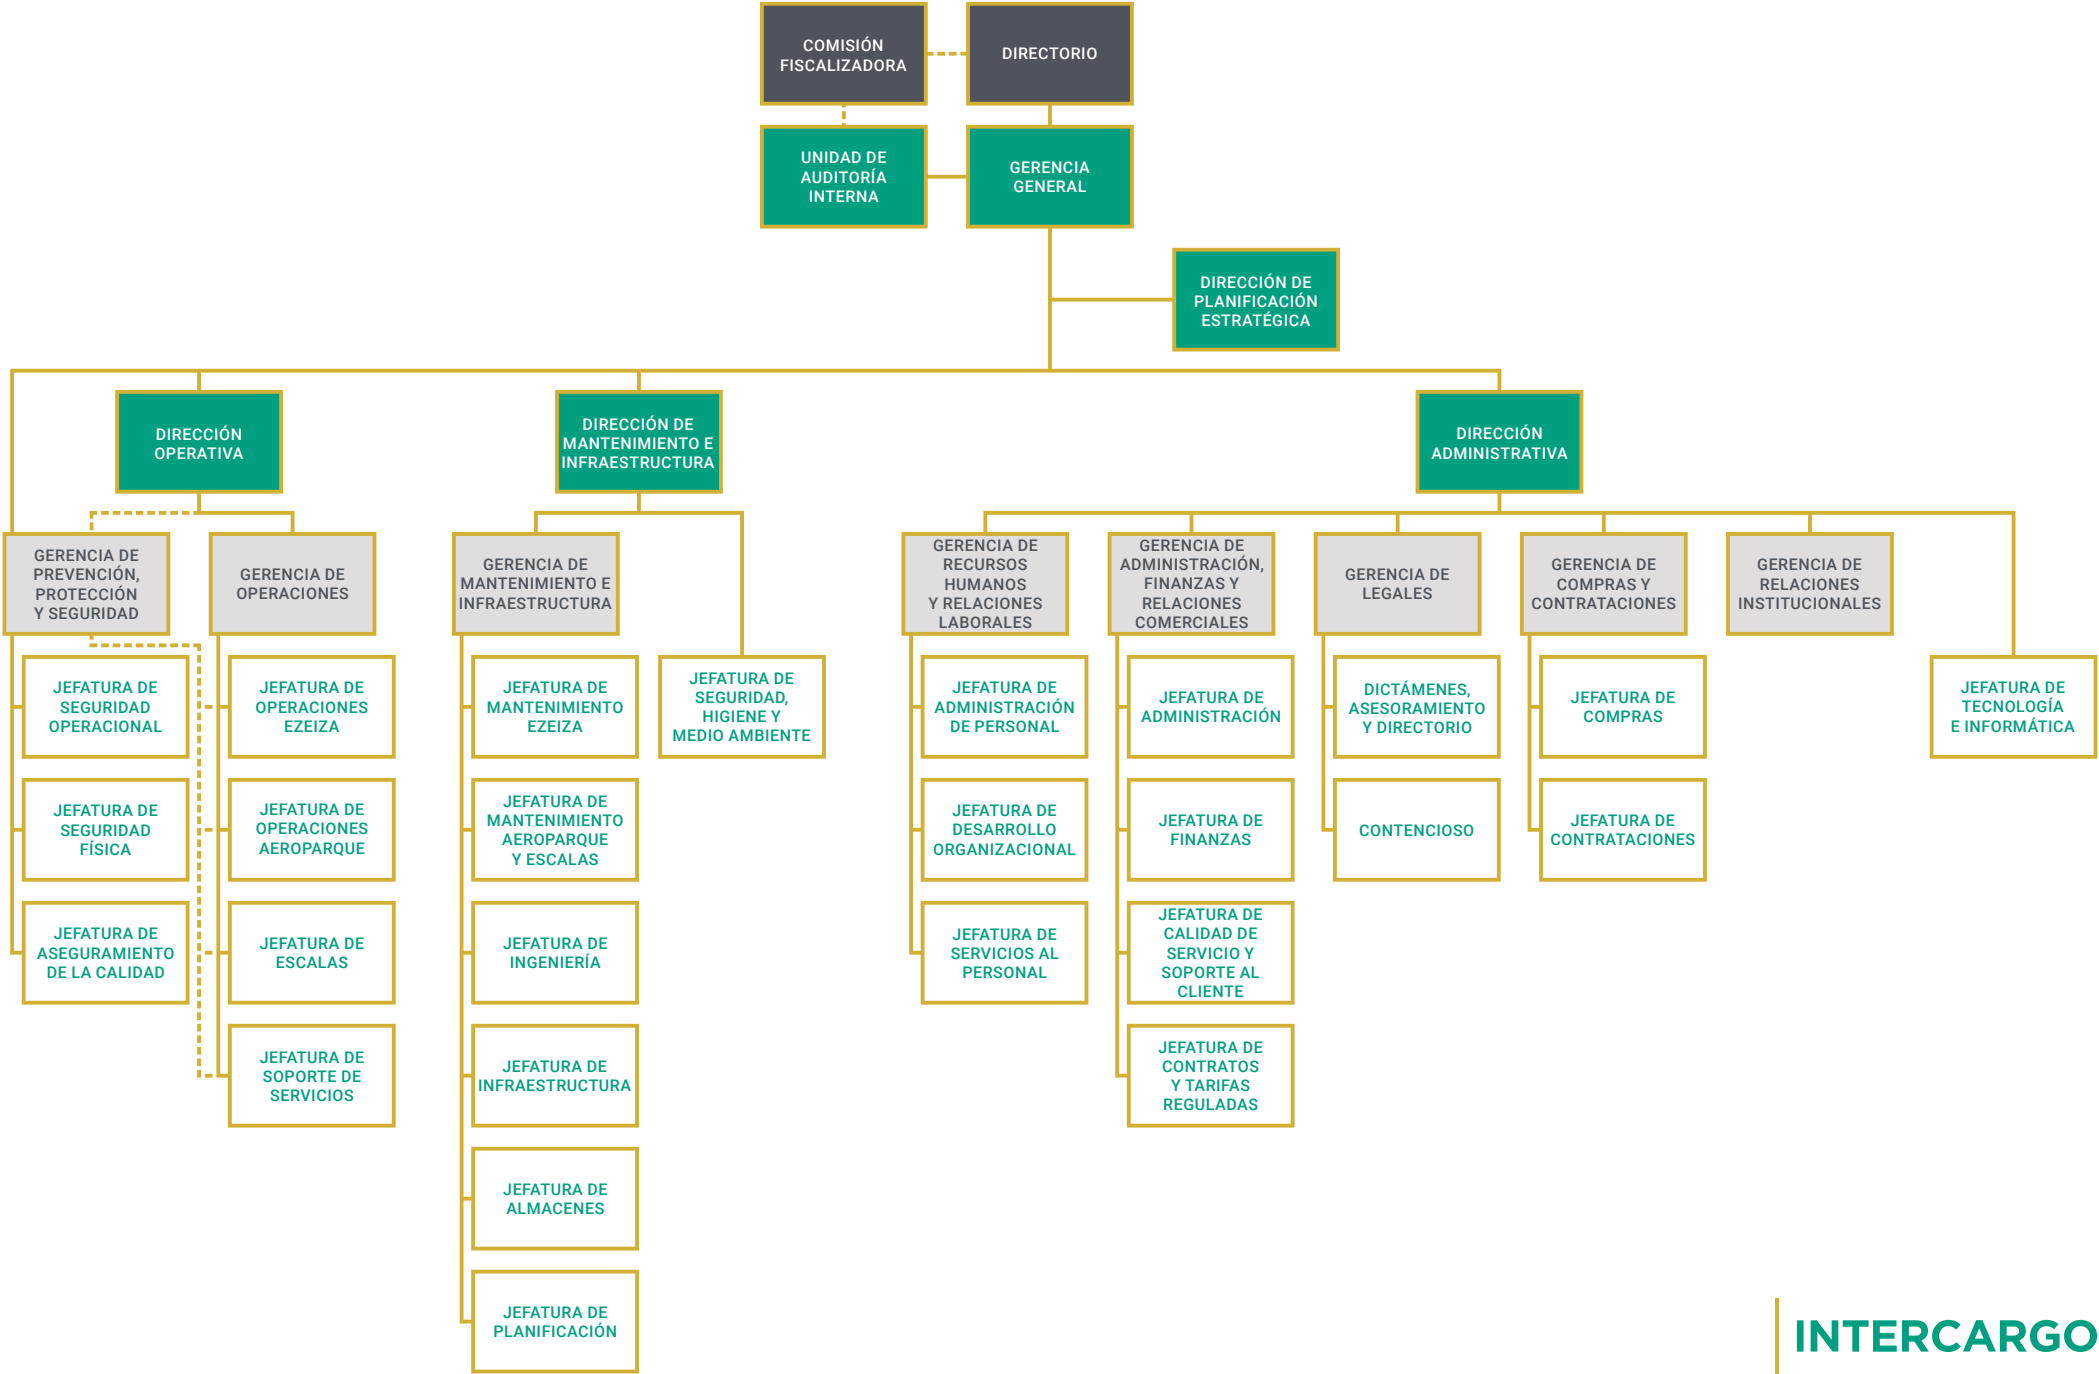 COMISIÓN
FISCALIZADORA
DIRECTORIO
UNIDAD DE
AUDITORÍA
INTERNA
GERENCIA
GENERAL
DIRECCIÓN DE
PLANIFICACIÓN
ESTRATÉGICA
DIRECCIÓN
OPERATIVA
DIRECCIÓN DE
MANTENIMIENTO E
INFRAESTRUCTURA
DIRECCIÓN
ADMINISTRATIVA
GERENCIA DE
PREVENCIÓN,
PROTECCIÓN
Y SEGURIDAD
GERENCIA DE
OPERACIONES
GERENCIA DE
MANTENIMIENTO E
INFRAESTRUCTURA
GERENCIA DE
RECURSOS
HUMANOS
Y RELACIONES
LABORALES
GERENCIA DE
ADMINISTRACIÓN,
FINANZAS Y
RELACIONES
COMERCIALES
GERENCIA DE
LEGALES
GERENCIA DE
COMPRAS Y
CONTRATACIONES
GERENCIA DE
RELACIONES
INSTITUCIONALES
JEFATURA DE
SEGURIDAD
OPERACIONAL
JEFATURA DE
OPERACIONES
EZEIZA
JEFATURA DE
MANTENIMIENTO
EZEIZA
JEFATURA DE
SEGURIDAD,
HIGIENE Y
MEDIO AMBIENTE
JEFATURA DE
ADMINISTRACIÓN
DE PERSONAL
JEFATURA DE
ADMINISTRACIÓN
DICTÁMENES,
ASESORAMIENTO
Y DIRECTORIO
JEFATURA DE
COMPRAS
JEFATURA DE
TECNOLOGÍA
E INFORMÁTICA
JEFATURA DE
SEGURIDAD
FÍSICA
JEFATURA DE
OPERACIONES
AEROPARQUE
JEFATURA DE
MANTENIMIENTO
AEROPARQUE
Y ESCALAS
JEFATURA DE
DESARROLLO
ORGANIZACIONAL
JEFATURA DE
FINANZAS
CONTENCIOSO
JEFATURA DE
CONTRATACIONES
JEFATURA DE
ASEGURAMIENTO
DE LA CALIDAD
JEFATURA DE
ESCALAS
JEFATURA DE
INGENIERÍA
JEFATURA DE
SERVICIOS AL
PERSONAL
JEFATURA DE
CALIDAD DE
SERVICIO Y
SOPORTE AL
CLIENTE
JEFATURA DE
SOPORTE DE
SERVICIOS
JEFATURA DE
INFRAESTRUCTURA
JEFATURA DE
CONTRATOS
Y TARIFAS
REGULADAS
JEFATURA DE
ALMACENES
JEFATURA DE
PLANIFICACIÓN
INTERCARGO